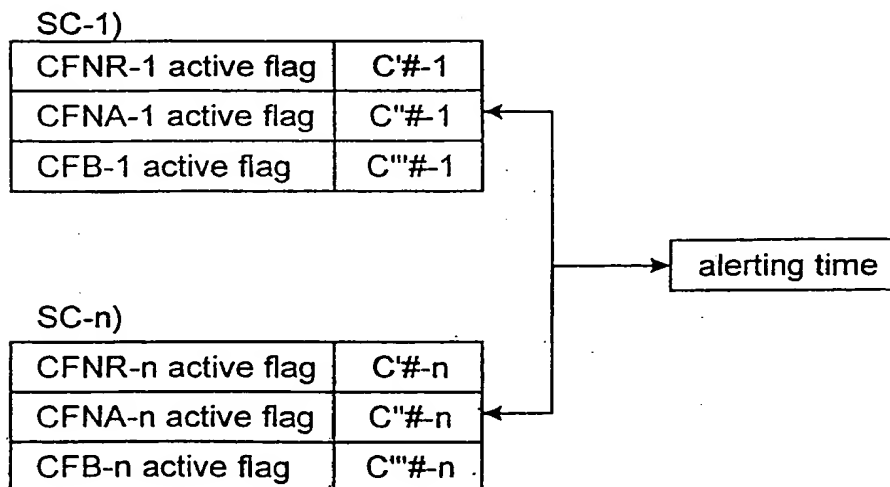 SC-1)
CFNR-1 active flag C'#-1
CFNA-1 active flag C"#-1
CFB-1 active flag C"'#-1
alerting time
SC-n)
CFNR-n active flag C'#-n
CFNA-n active flag C"#-n
CFB-n active flag C"'#-n